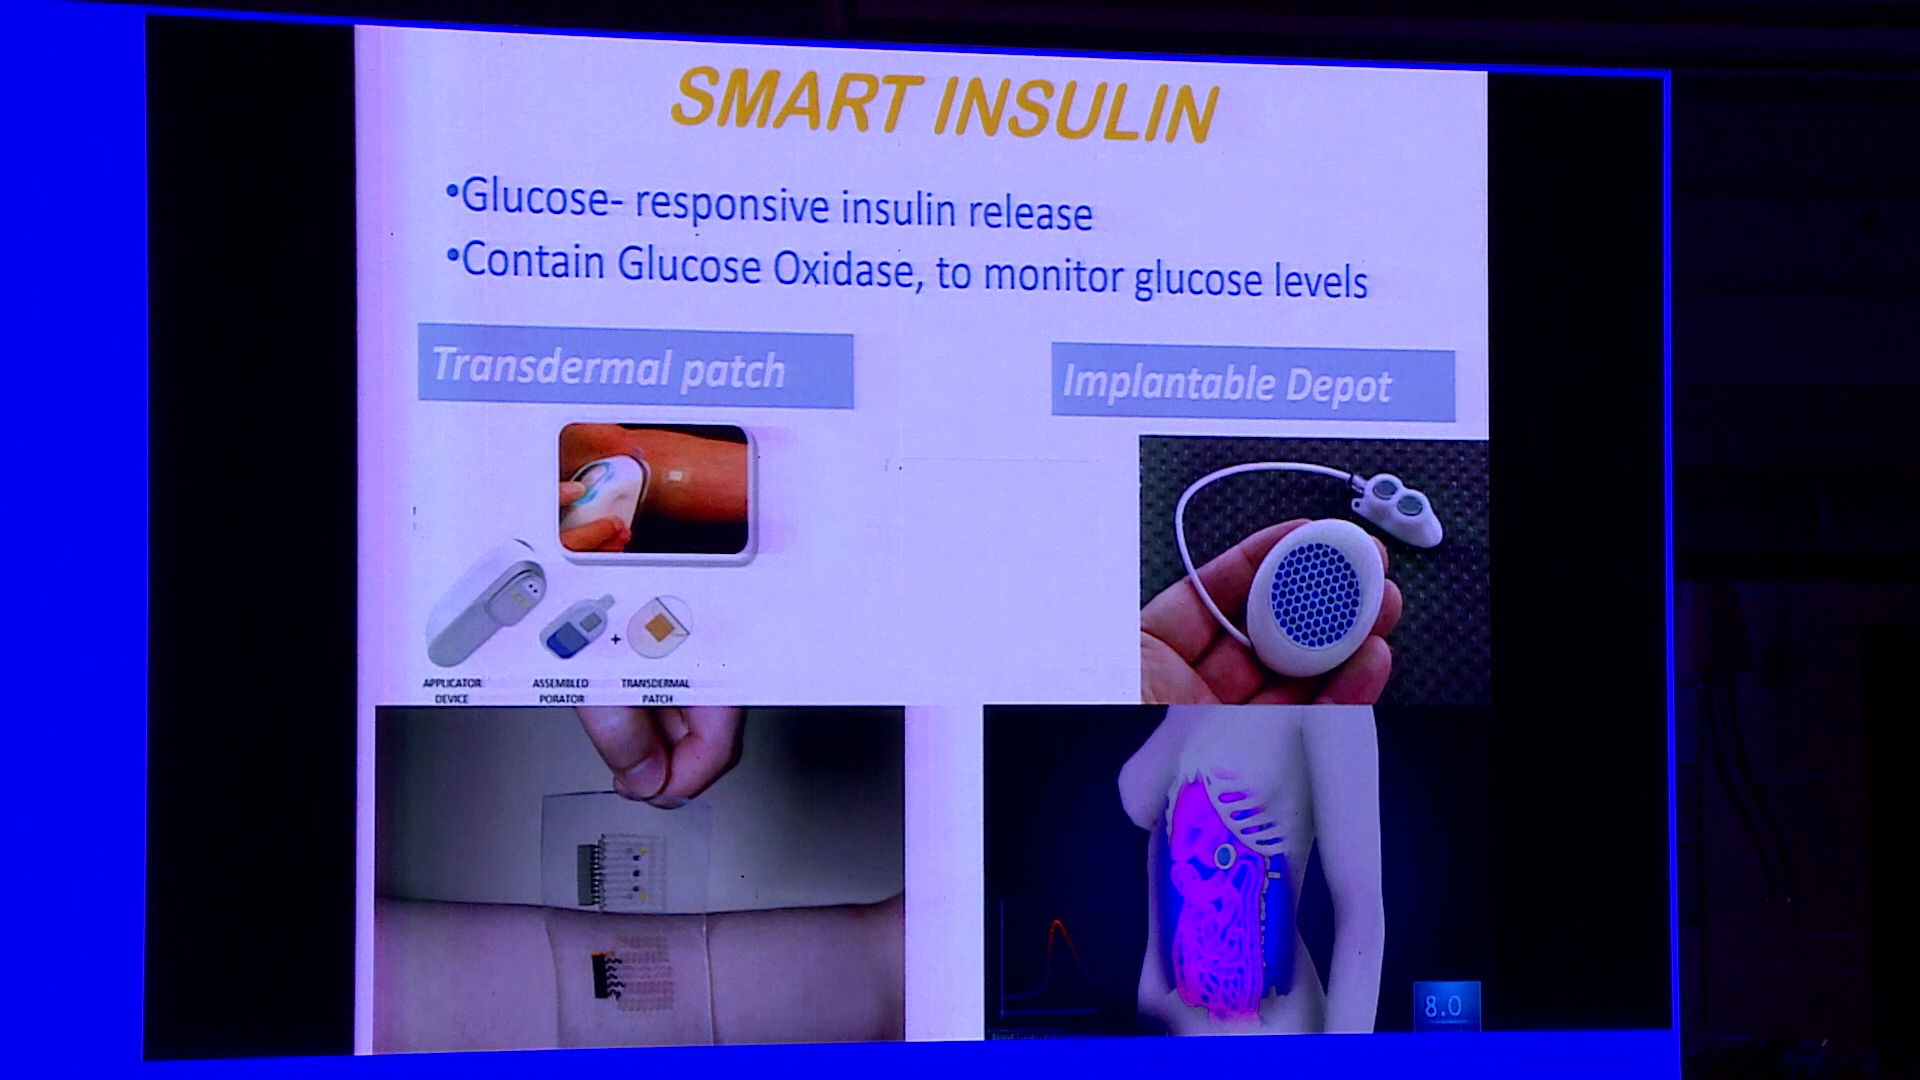 SMART INSULIN
•Glucose- responsive insulin release
•Contain Glucose Oxidase, to monitor glucose levels
Transdermal patch
Implantable Depot
+
APPLICATOR DEVICE
ASSEMBLED PORATOR
TRANSDERMAL PATCH
8.0